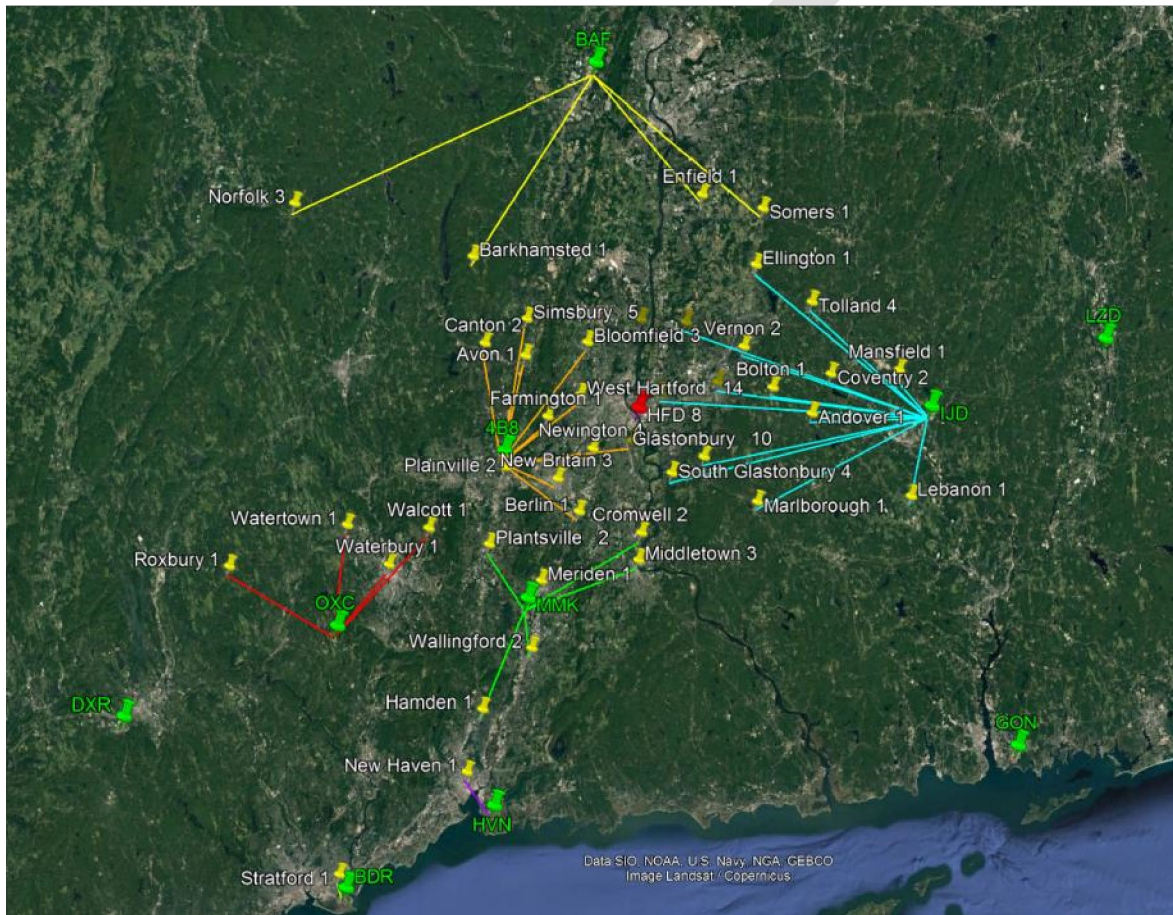 BAF
Enfield 1
Norfolk 3
Somers 1
Barkhamsted 1
Ellington 1
Tolland 4
Simsbury 5
Canton 2
Bloomfield 3
Vernon 2
LZD
Avon 1
Mansfield 1
Bolton 1
Coventry 2
West Hartford 14
Farmington 1
HFD 8
Andover 1
IJD
4B8
Newington 4
Glastonbury 10
Plainville 2
New Britain 3
South Glastonbury 4
Lebanon 1
Berlin 1
Marlborough 1
Cromwell 2
Watertown 1
Walcott 1
Plantsville 2
Roxbury 1
Waterbury 1
Middletown 3
Meriden 1
OXC
MMK
Wallingford 2
DXR
Hamden 1
GON
New Haven 1
HVN
Stratford 1
BDR
Data SIO, NOAA, U.S. Navy, NGA, GEBCO
Image Landsat / Copernicus